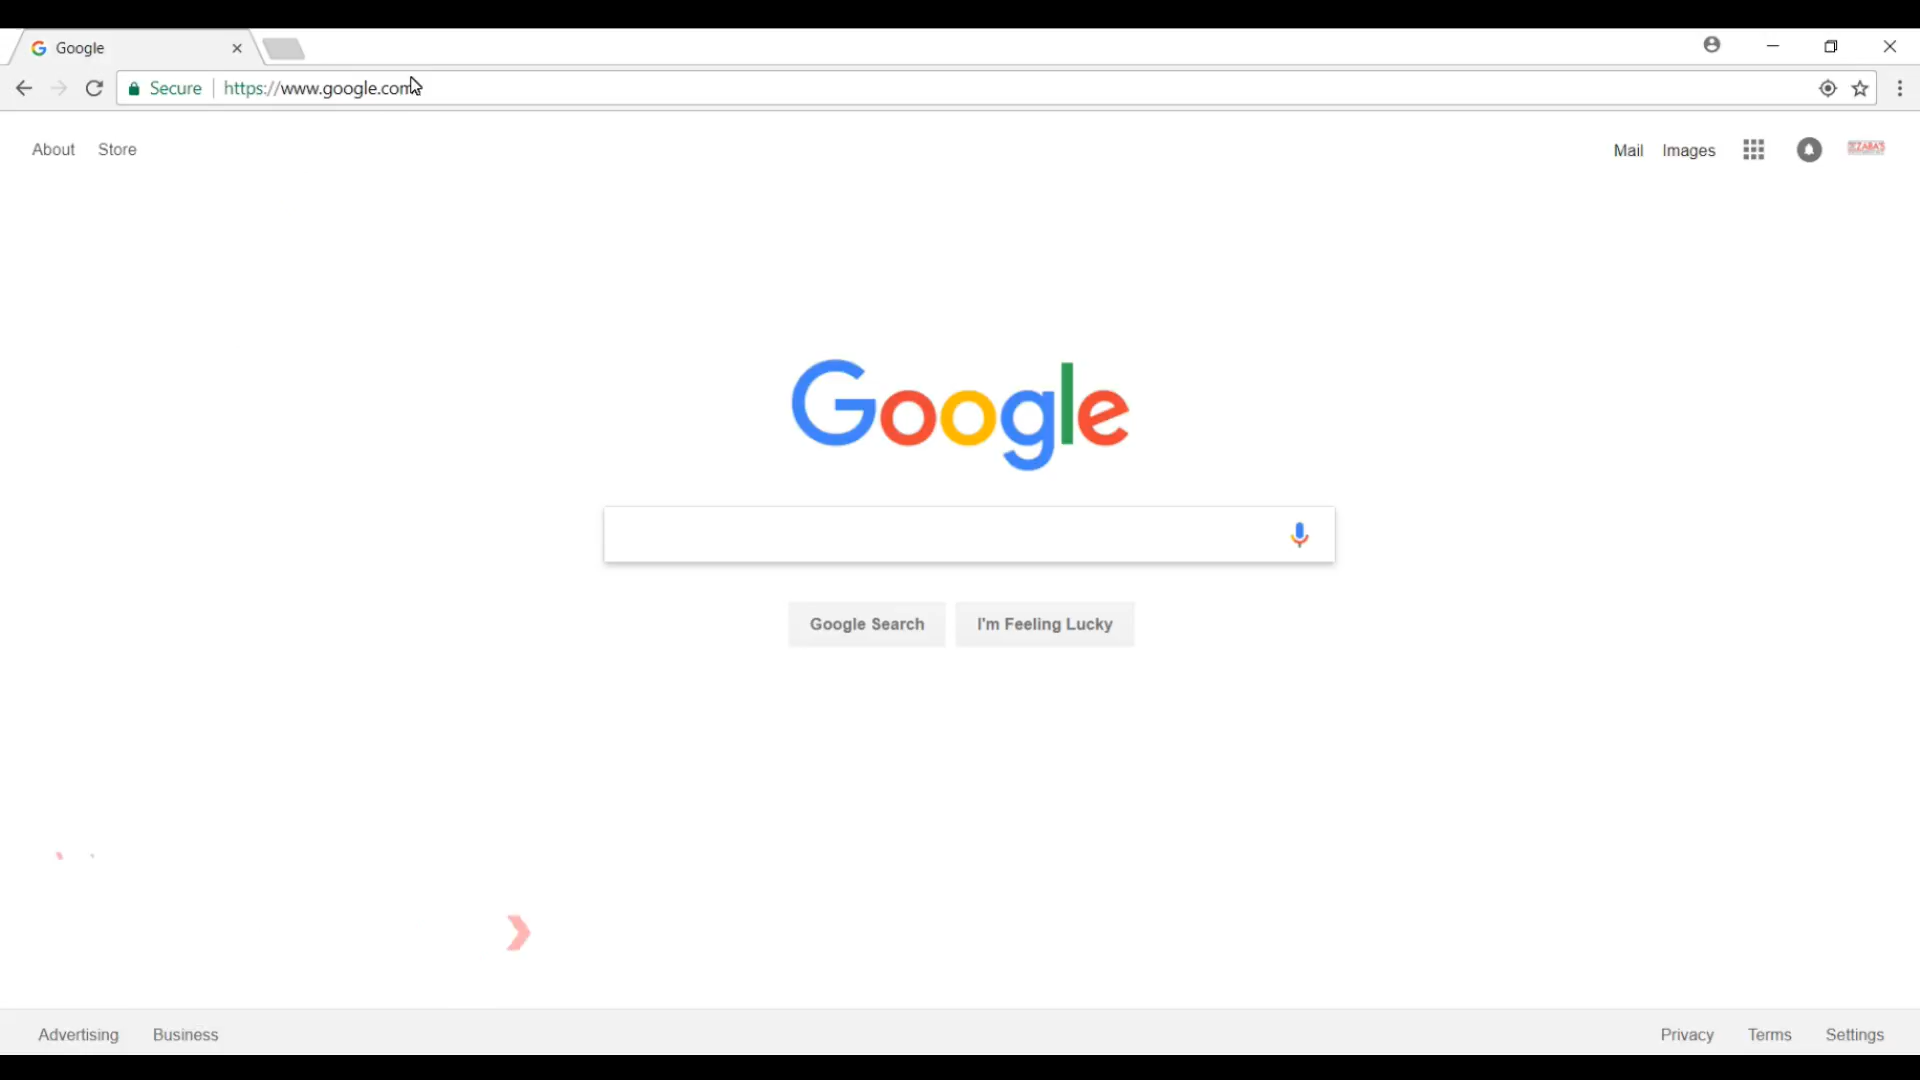 Google
Secure https://www.google.com
About Store
Mail Images
Google
Google Search I'm Feeling Lucky
Advertising Business
Privacy Terms Settings